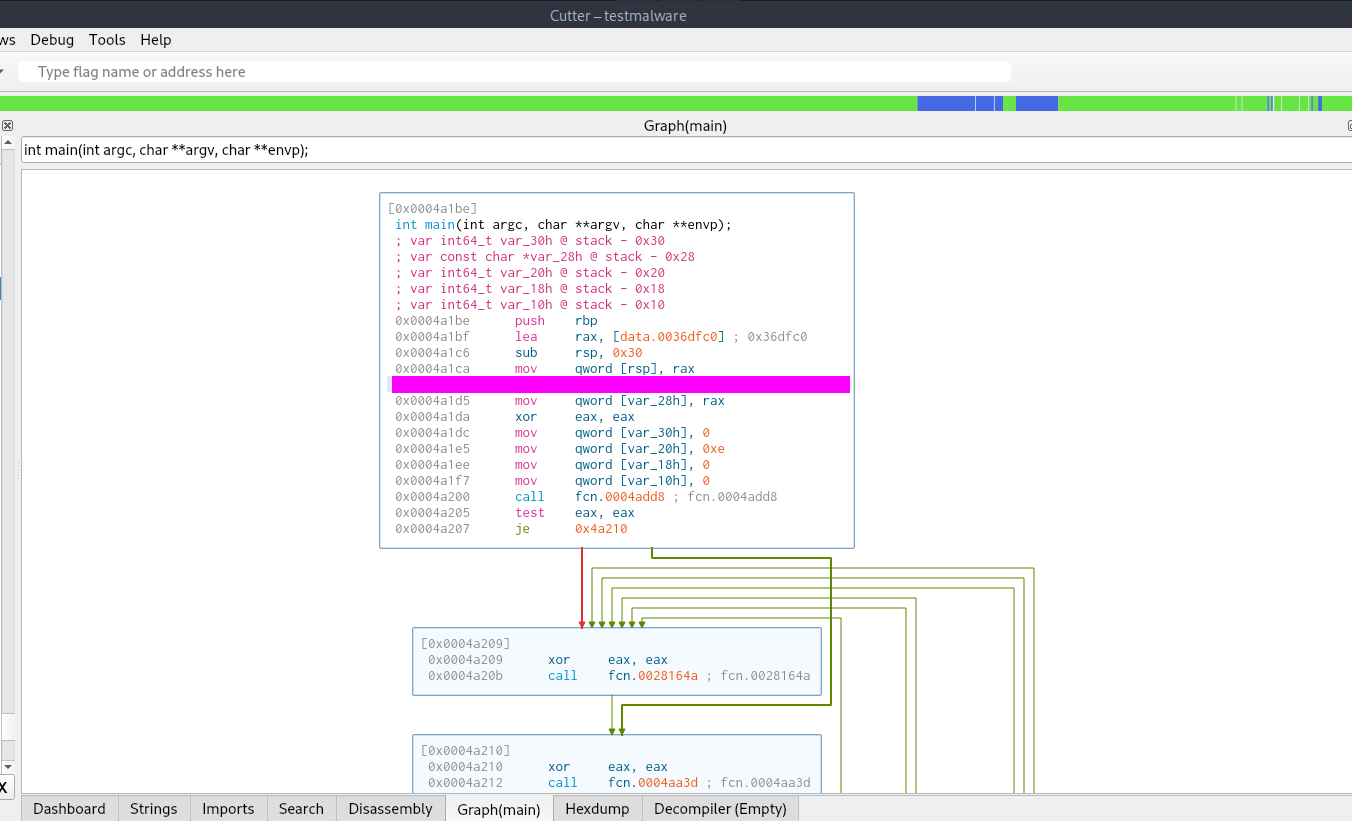 Cutter – testmalware
ws Debug Tools Help
Type flag name or address here
Graph(main)
int main(int argc, char **argv, char **envp);
[0x0004a1be]
int main(int argc, char **argv, char **envp);
; var int64_t var_30h @ stack - 0x30
; var const char *var_28h @ stack - 0x28
; var int64_t var_20h @ stack - 0x20
; var int64_t var_18h @ stack - 0x18
; var int64_t var_10h @ stack - 0x10
0x0004a1be push rbp
0x0004a1bf lea rax, [data.0036dfc0] ; 0x36dfc0
0x0004a1c6 sub rsp, 0x30
0x0004a1ca mov qword [rsp], rax
0x0004a1d5 mov qword [var_28h], rax
0x0004a1da xor eax, eax
0x0004a1dc mov qword [var_30h], 0
0x0004a1e5 mov qword [var_20h], 0xe
0x0004a1ee mov qword [var_18h], 0
0x0004a1f7 mov qword [var_10h], 0
0x0004a200 call fcn.0004add8 ; fcn.0004add8
0x0004a205 test eax, eax
0x0004a207 je 0x4a210
[0x0004a209]
0x0004a209 xor eax, eax
0x0004a20b call fcn.0028164a ; fcn.0028164a
[0x0004a210]
0x0004a210 xor eax, eax
0x0004a212 call fcn.0004aa3d ; fcn.0004aa3d
X
Dashboard Strings Imports Search Disassembly Graph(main) Hexdump Decompiler (Empty)